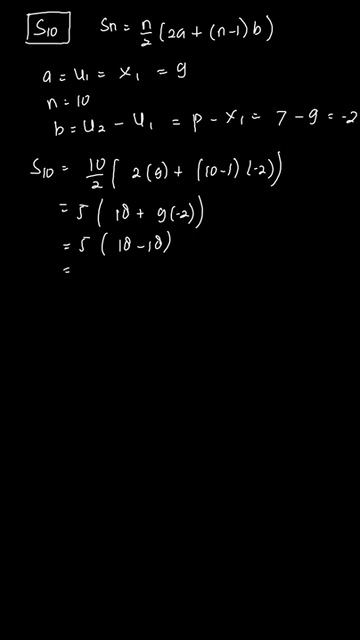 S₁₀ Sn = n/2 (2a + (n-1) b)
a = U₁ = x₁ = 9
n = 10
b = U₂ - U₁ = p - x₁ = 7 - 9 = -2
S₁₀ = 10/2 ( 2(9) + (10-1) (-2))
= 5 ( 18 + 9(-2))
= 5 ( 18 - 18)
=